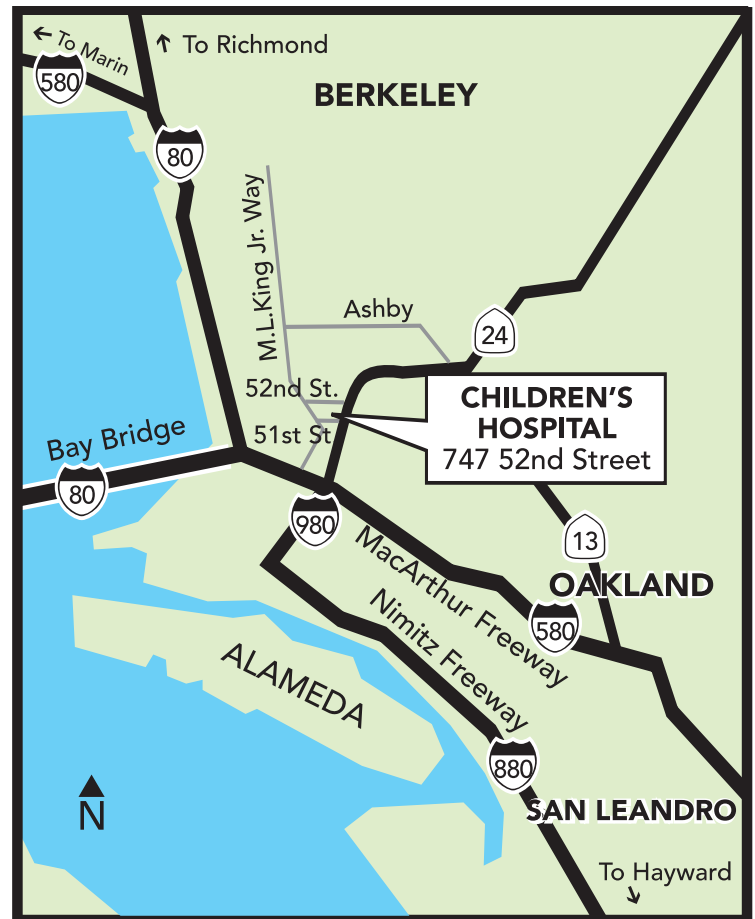 ← To Marin
↑ To Richmond
580
BERKELEY
80
M.L.King Jr. Way
Ashby
24
52nd St.
51st St
CHILDREN'S
HOSPITAL
747 52nd Street
Bay Bridge
80
980
13
MacArthur Freeway
OAKLAND
580
Nimitz Freeway
ALAMEDA
880
N
SAN LEANDRO
To Hayward